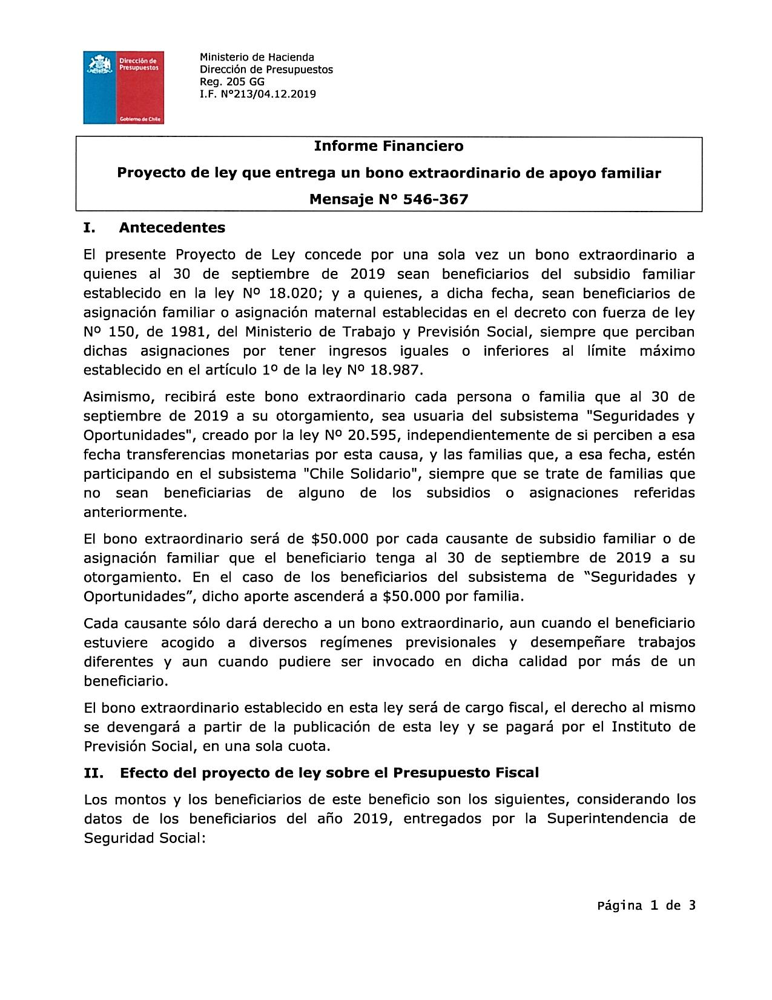 Dirección de
Presupuestos
Gobierno de Chile
Ministerio de Hacienda
Dirección de Presupuestos
Reg. 205 GG
I.F. Nº213/04.12.2019
Informe Financiero
Proyecto de ley que entrega un bono extraordinario de apoyo familiar
Mensaje Nº 546-367
I. Antecedentes
El presente Proyecto de Ley concede por una sola vez un bono extraordinario a
quienes al 30 de septiembre de 2019 sean beneficiarios del subsidio familiar
establecido en la ley Nº 18.020; y a quienes, a dicha fecha, sean beneficiarios de
asignación familiar o asignación maternal establecidas en el decreto con fuerza de ley
Nº 150, de 1981, del Ministerio de Trabajo y Previsión Social, siempre que perciban
dichas asignaciones por tener ingresos iguales o inferiores al límite máximo
establecido en el artículo 1º de la ley Nº 18.987.
Asimismo, recibirá este bono extraordinario cada persona o familia que al 30 de
septiembre de 2019 a su otorgamiento, sea usuaria del subsistema "Seguridades y
Oportunidades", creado por la ley Nº 20.595, independientemente de si perciben a esa
fecha transferencias monetarias por esta causa, y las familias que, a esa fecha, estén
participando en el subsistema "Chile Solidario", siempre que se trate de familias que
no sean beneficiarias de alguno de los subsidios o asignaciones referidas
anteriormente.
El bono extraordinario será de $50.000 por cada causante de subsidio familiar o de
asignación familiar que el beneficiario tenga al 30 de septiembre de 2019 a su
otorgamiento. En el caso de los beneficiarios del subsistema de “Seguridades y
Oportunidades”, dicho aporte ascenderá a $50.000 por familia.
Cada causante sólo dará derecho a un bono extraordinario, aun cuando el beneficiario
estuviere acogido a diversos regímenes previsionales y desempeñare trabajos
diferentes y aun cuando pudiere ser invocado en dicha calidad por más de un
beneficiario.
El bono extraordinario establecido en esta ley será de cargo fiscal, el derecho al mismo
se devengará a partir de la publicación de esta ley y se pagará por el Instituto de
Previsión Social, en una sola cuota.
II. Efecto del proyecto de ley sobre el Presupuesto Fiscal
Los montos y los beneficiarios de este beneficio son los siguientes, considerando los
datos de los beneficiarios del año 2019, entregados por la Superintendencia de
Seguridad Social:
Página 1 de 3